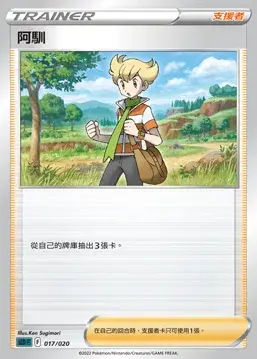 TRAINER
支援者
阿馴
從自己的牌庫抽出3張卡。
Illus.Ken Sugimori
F
017/020
在自己的回合時,支援者卡只可使用1張。
©2022 Pokémon/Nintendo/Creatures/GAME FREAK.